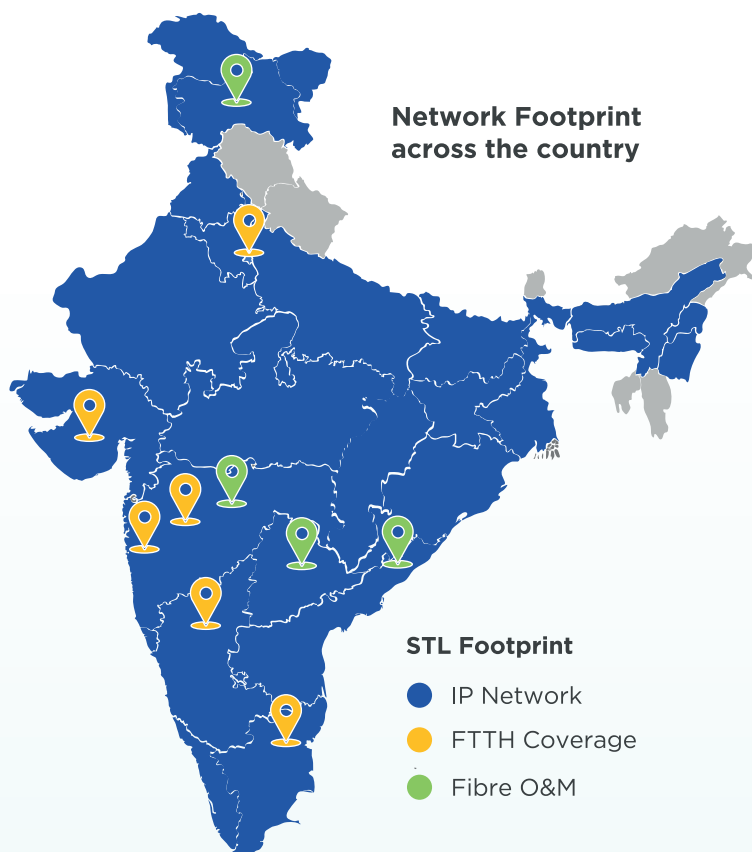 Network Footprint
across the country
STL Footprint
IP Network
FTTH Coverage
Fibre O&M